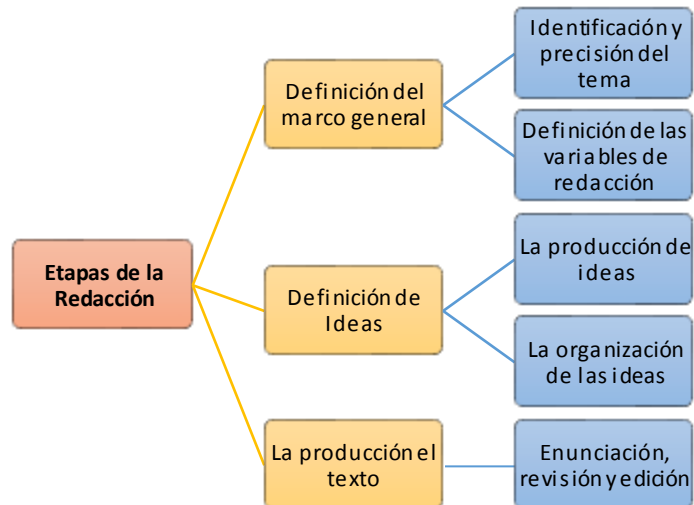 Etapas de la
Redacción
Definición del
marco general
Identificación y
precisión del
tema
Definición de las
variables de
redacción
Definición de
Ideas
La producción de
ideas
La organización
de las ideas
La producción el
texto
Enunciación,
revisión y edición